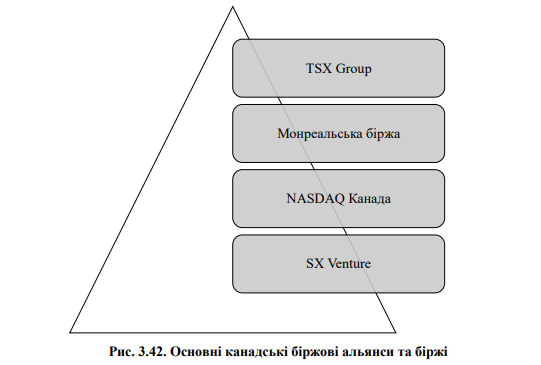 TSX Group
Монреальська біржа
NASDAQ Канада
SX Venture
Рис. 3.42. Основні канадські біржові альянси та біржі